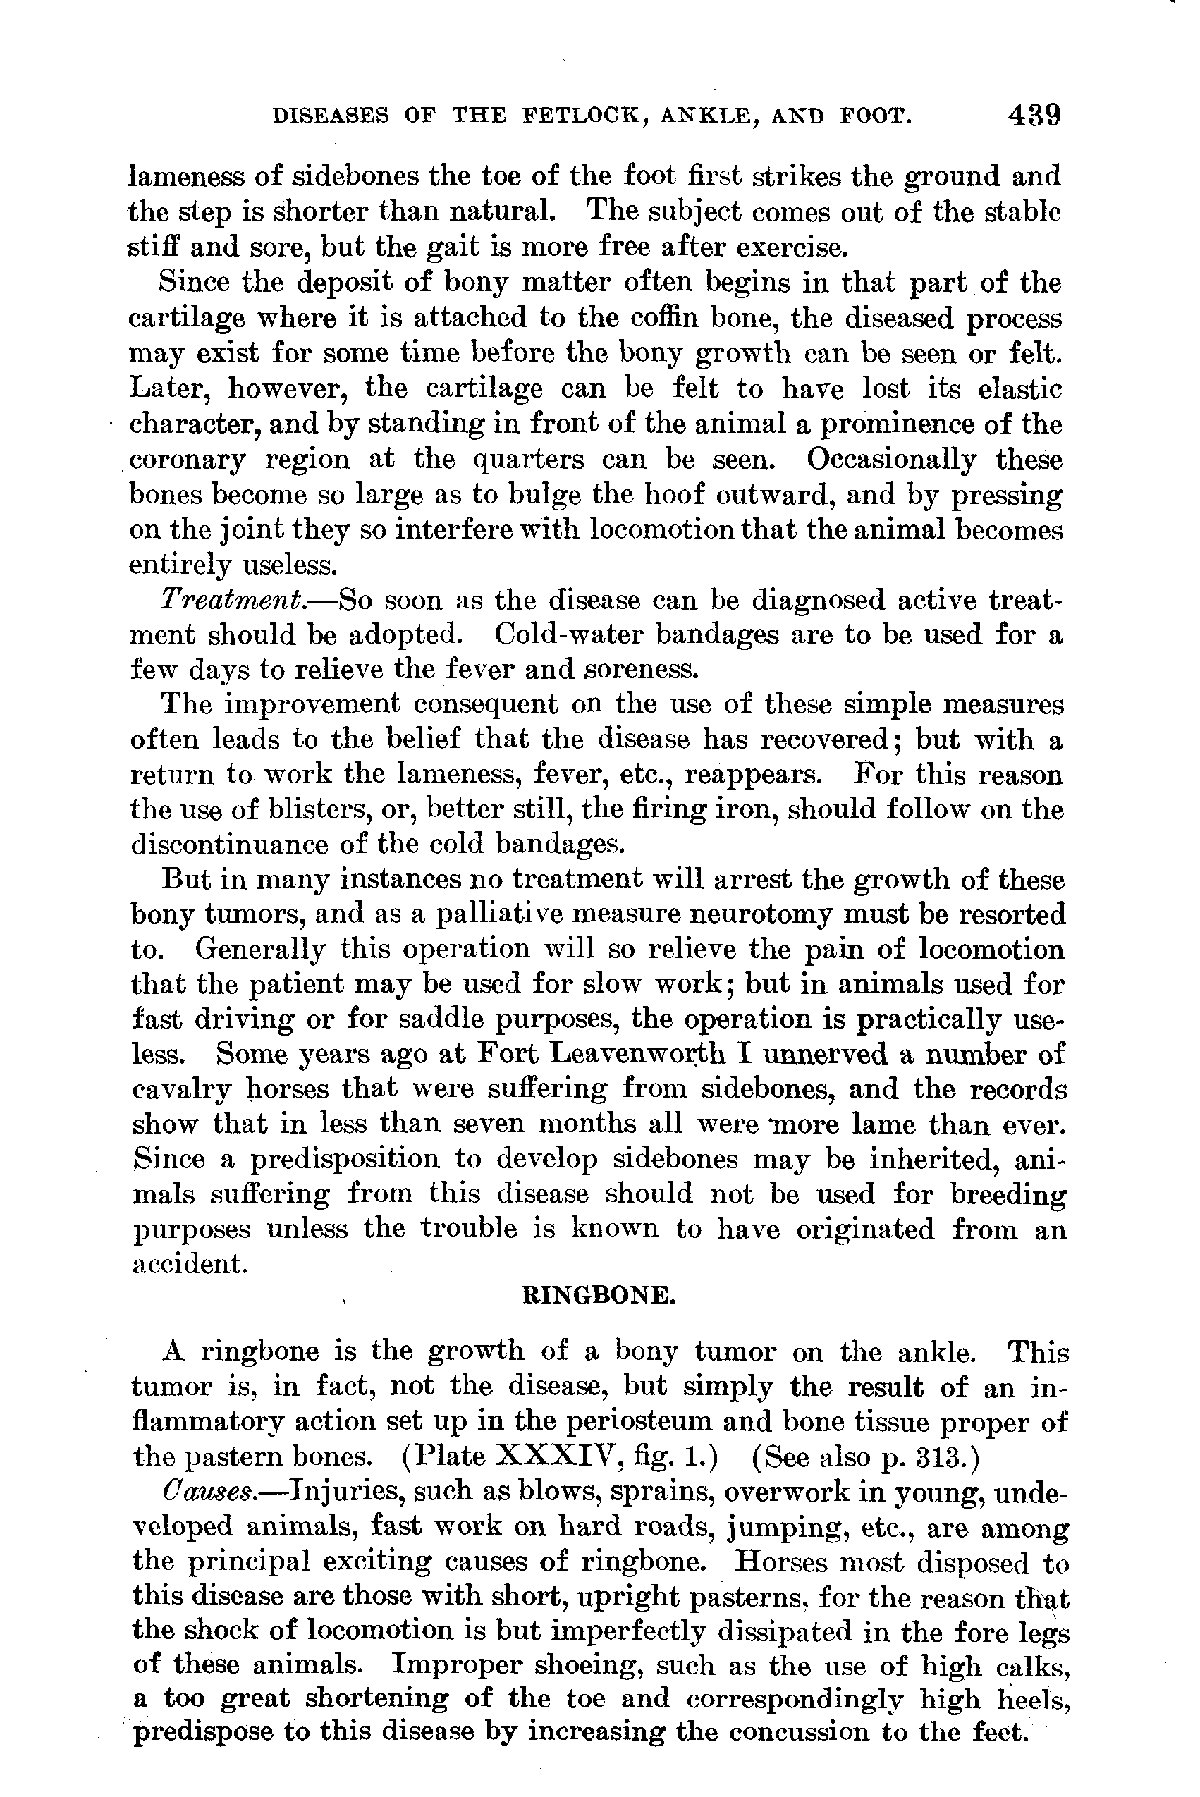 DISEASES OF THE FETLOCK, ANKLE, AND FOOT. 439
lameness of sidebones the toe of the foot first strikes the ground and
the step is shorter than natural. The subject comes out of the stable
stiff and sore, but the gait is more free after exercise.
Since the deposit of bony matter often begins in that part of the
cartilage where it is attached to the coffin bone, the diseased process
may exist for some time before the bony growth can be seen or felt.
Later, however, the cartilage can be felt to have lost its elastic
character, and by standing in front of the animal a prominence of the
coronary region at the quarters can be seen. Occasionally these
bones become so large as to bulge the hoof outward, and by pressing
on the joint they so interfere with locomotion that the animal becomes
entirely useless.
Treatment.—So soon as the disease can be diagnosed active treat-
ment should be adopted. Cold-water bandages are to be used for a
few days to relieve the fever and soreness.
The improvement consequent on the use of these simple measures
often leads to the belief that the disease has recovered; but with a
return to work the lameness, fever, etc., reappears. For this reason
the use of blisters, or, better still, the firing iron, should follow on the
discontinuance of the cold bandages.
But in many instances no treatment will arrest the growth of these
bony tumors, and as a palliative measure neurotomy must be resorted
to. Generally this operation will so relieve the pain of locomotion
that the patient may be used for slow work; but in animals used for
fast driving or for saddle purposes, the operation is practically use-
less. Some years ago at Fort Leavenworth I unnerved a number of
cavalry horses that were suffering from sidebones, and the records
show that in less than seven months all were more lame than ever.
Since a predisposition to develop sidebones may be inherited, ani-
mals suffering from this disease should not be used for breeding
purposes unless the trouble is known to have originated from an
accident.
RINGBONE.
A ringbone is the growth of a bony tumor on the ankle. This
tumor is, in fact, not the disease, but simply the result of an in-
flammatory action set up in the periosteum and bone tissue proper of
the pastern bones. (Plate XXXIV, fig. 1.) (See also p. 313.)
Causes.—Injuries, such as blows, sprains, overwork in young, unde-
veloped animals, fast work on hard roads, jumping, etc., are among
the principal exciting causes of ringbone. Horses most disposed to
this disease are those with short, upright pasterns, for the reason that
the shock of locomotion is but imperfectly dissipated in the fore legs
of these animals. Improper shoeing, such as the use of high calks,
a too great shortening of the toe and correspondingly high heels,
predispose to this disease by increasing the concussion to the feet.